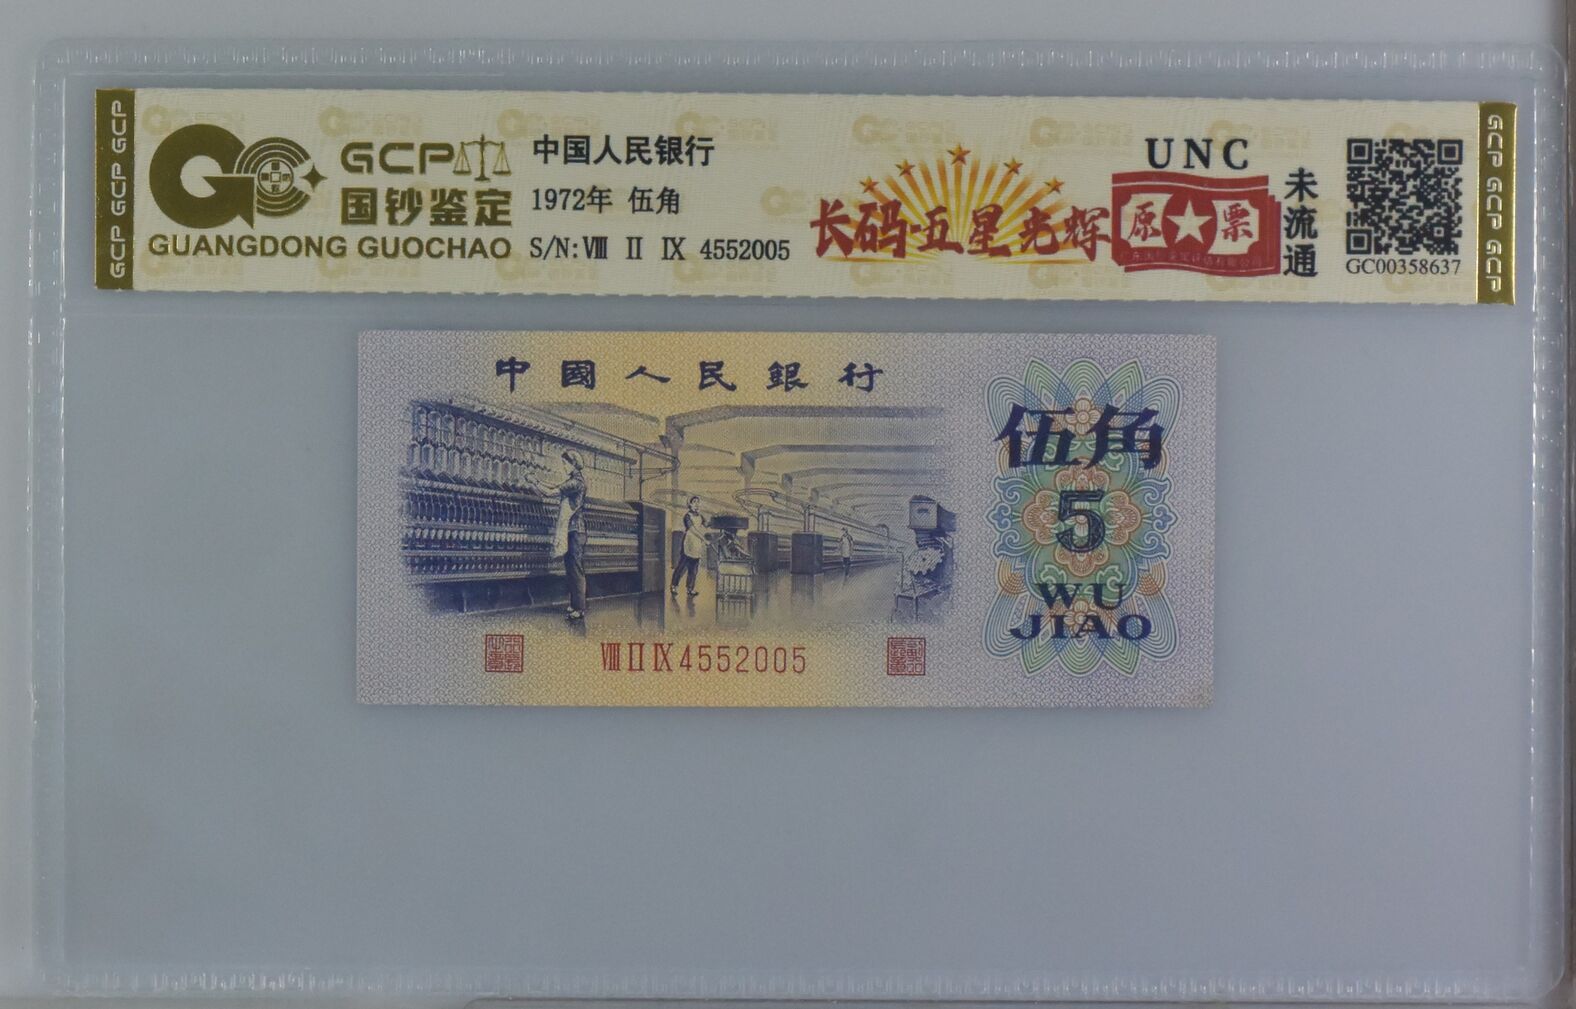 GCP GCP GCP
GCP
国钞鉴定
GUANGDONG GUOCHAO
中国人民银行
1972年 伍角
S/N: Ⅷ Ⅱ Ⅸ 4552005
长码·五星光辉
UNC
原★票
未流通
GC00358637
GCP GCP GCP
中國人民銀行
伍角
5
WU
JIAO
Ⅷ Ⅱ Ⅸ 4552005